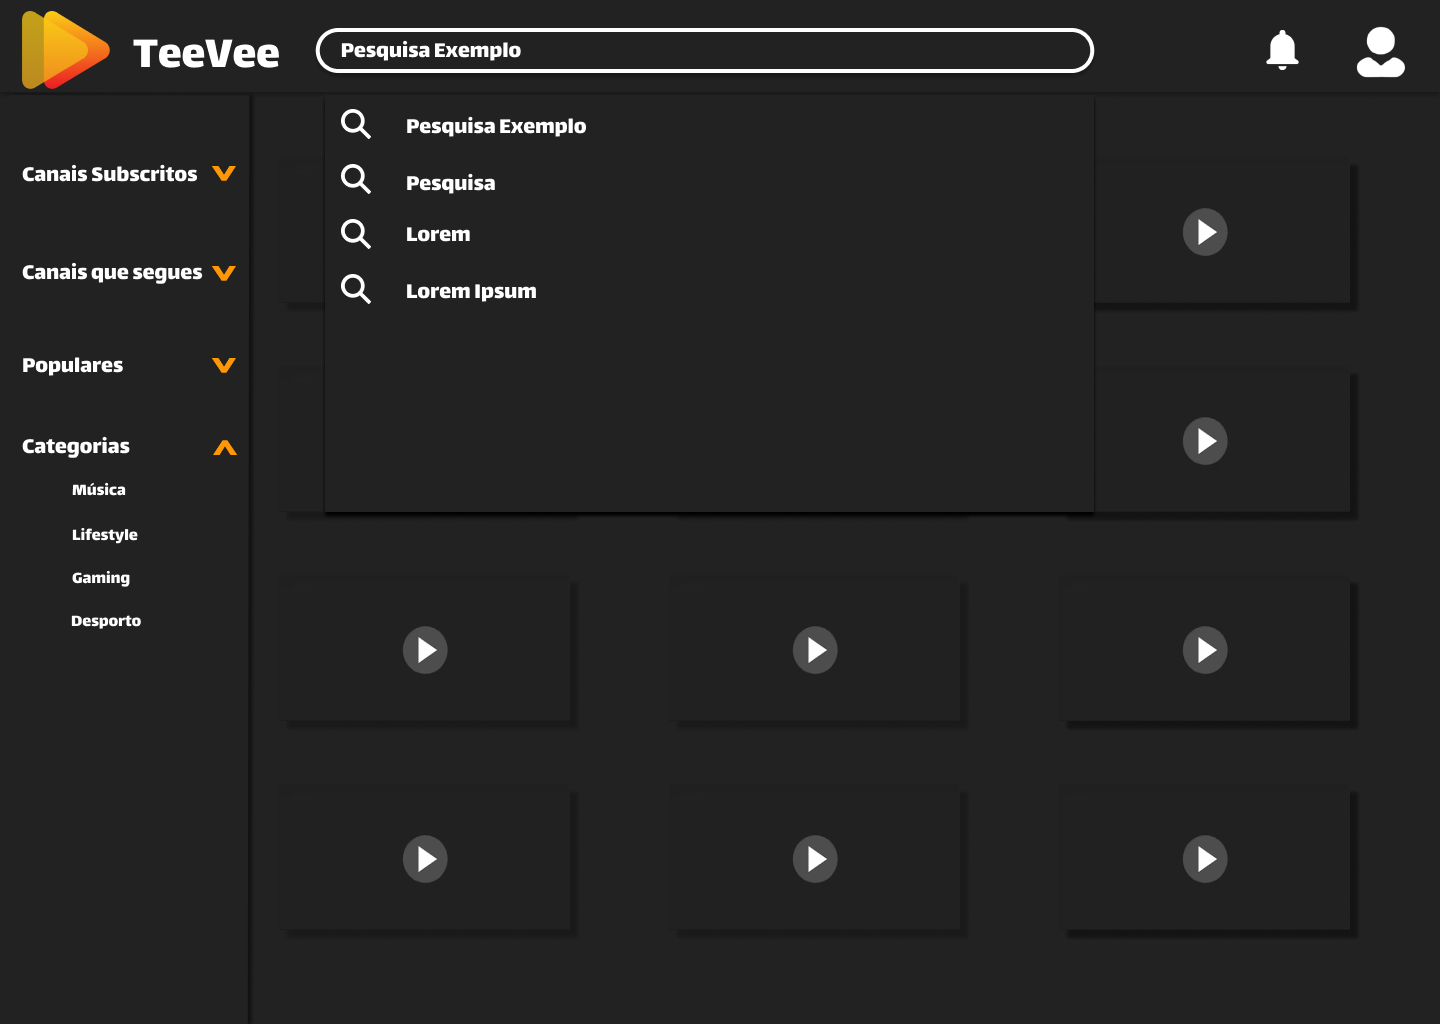 TeeVee
Pesquisa Exemplo
Pesquisa Exemplo
Pesquisa
Lorem
Lorem Ipsum
Canais Subscritos
Canais que segues
Populares
Categorias
Música
Lifestyle
Gaming
Desporto